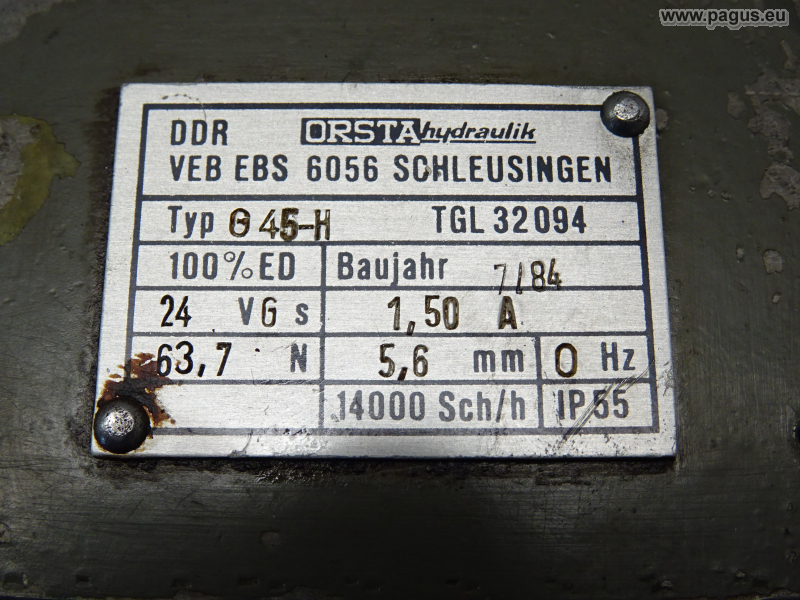 www.pagus.eu
DDR ORSTA hydraulik
VEB EBS 6056 SCHLEUSINGEN
Typ G 45-H TGL 32094
100% ED Baujahr 7/84
24 VG s 1,50 A
63,7 N 5,6 mm 0 Hz
14000 Sch/h IP 55